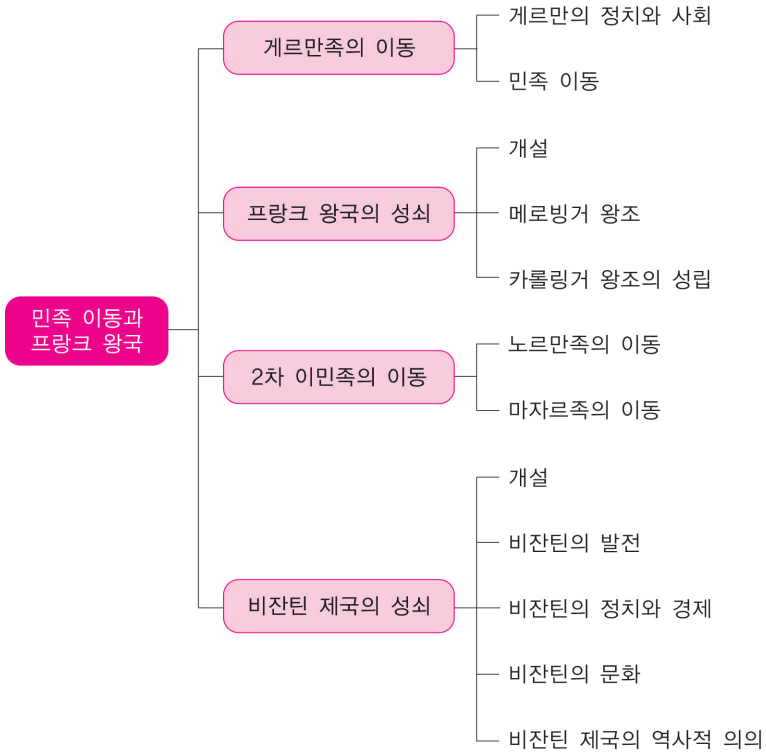 민족 이동과
프랑크 왕국
게르만족의 이동
게르만의 정치와 사회
민족 이동
프랑크 왕국의 성쇠
개설
메로빙거 왕조
카롤링거 왕조의 성립
2차 이민족의 이동
노르만족의 이동
마자르족의 이동
비잔틴 제국의 성쇠
개설
비잔틴의 발전
비잔틴의 정치와 경제
비잔틴의 문화
비잔틴 제국의 역사적 의의